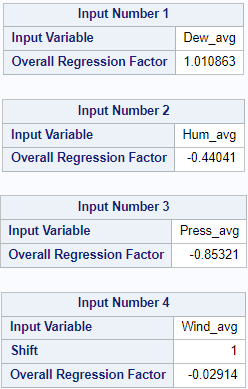 Input Number 1
Input Variable Dew_avg
Overall Regression Factor 1.010863
Input Number 2
Input Variable Hum_avg
Overall Regression Factor -0.44041
Input Number 3
Input Variable Press_avg
Overall Regression Factor -0.85321
Input Number 4
Input Variable Wind_avg
Shift 1
Overall Regression Factor -0.02914